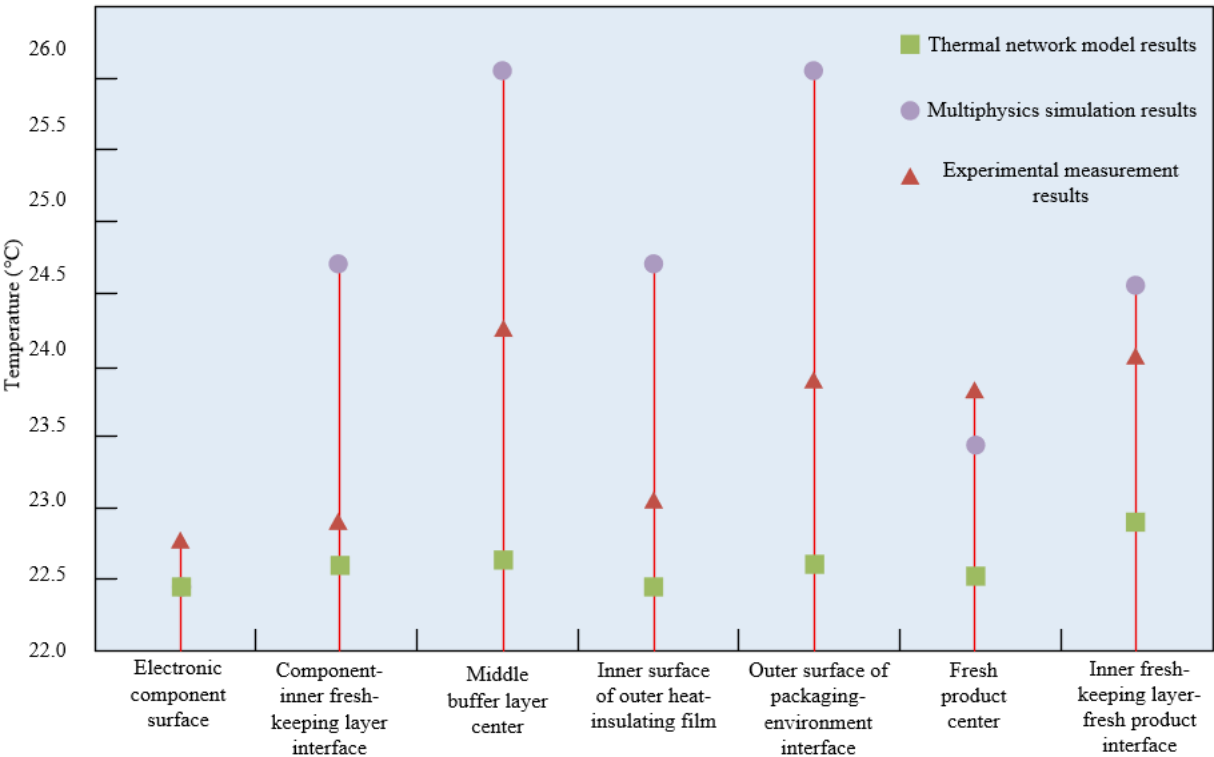 26.0
25.5
25.0
24.5
24.0
23.5
23.0
22.5
22.0
Temperature (°C)
Thermal network model results
Multiphysics simulation results
Experimental measurement
results
Electronic
component
surface
Component-
inner fresh-
keeping layer
interface
Middle
buffer layer
center
Inner surface
of outer heat-
insulating film
Outer surface of
packaging-
environment
interface
Fresh
product
center
Inner fresh-
keeping layer-
fresh product
interface